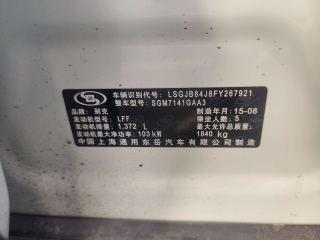 车辆识别代号: LSGJB84J8FY267921
整车型号: SGM7141GAA3
品牌: 别克 制造年月: 15-08
发动机型号: LFF 乘坐人数: 5
发动机排量: 1.372 L 最大允许总质量:
发动机最大净功率: 103 kW 1840 kg
中国上海通用东岳汽车有限公司